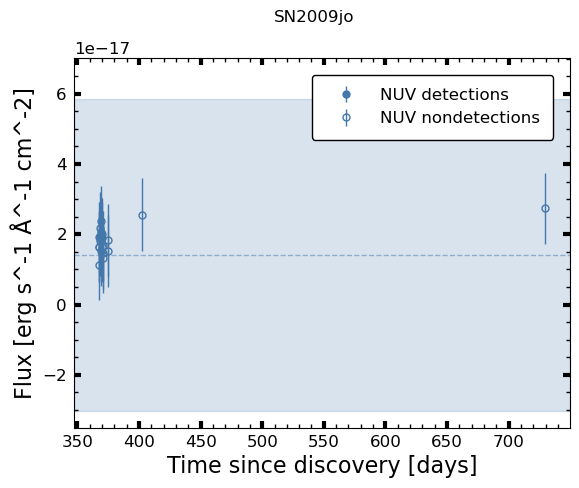 SN2009jo
1e−17
NUV detections
NUV nondetections
6
4
2
0
−2
Flux [erg s^-1 Å^-1 cm^-2]
350 400 450 500 550 600 650 700
Time since discovery [days]